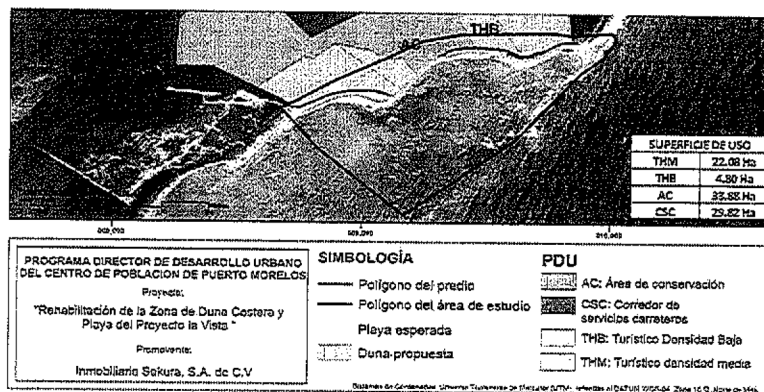 THB
AC
SUPERFICIE DE USO
THM 22.08 Ha
THB 4.80 Ha
AC 33.88 Ha
CSC 29.82 Ha
PROGRAMA DIRECTOR DE DESARROLLO URBANO
DEL CENTRO DE POBLACION DE PUERTO MORELOS
Proyecto:
"Rehabilitación de la Zona de Duna Costera y
Playa del Proyecto la Vista "
Promovente:
Inmobiliaria Sakura, S.A. de C.V
SIMBOLOGÍA
Polígono del predio
Polígono del área de estudio
Playa esperada
Duna-propuesta
PDU
AC: Área de conservación
CSC: Corredor de
servicios carreteros
THB: Turístico Densidad Baja
THM: Turístico densidad media